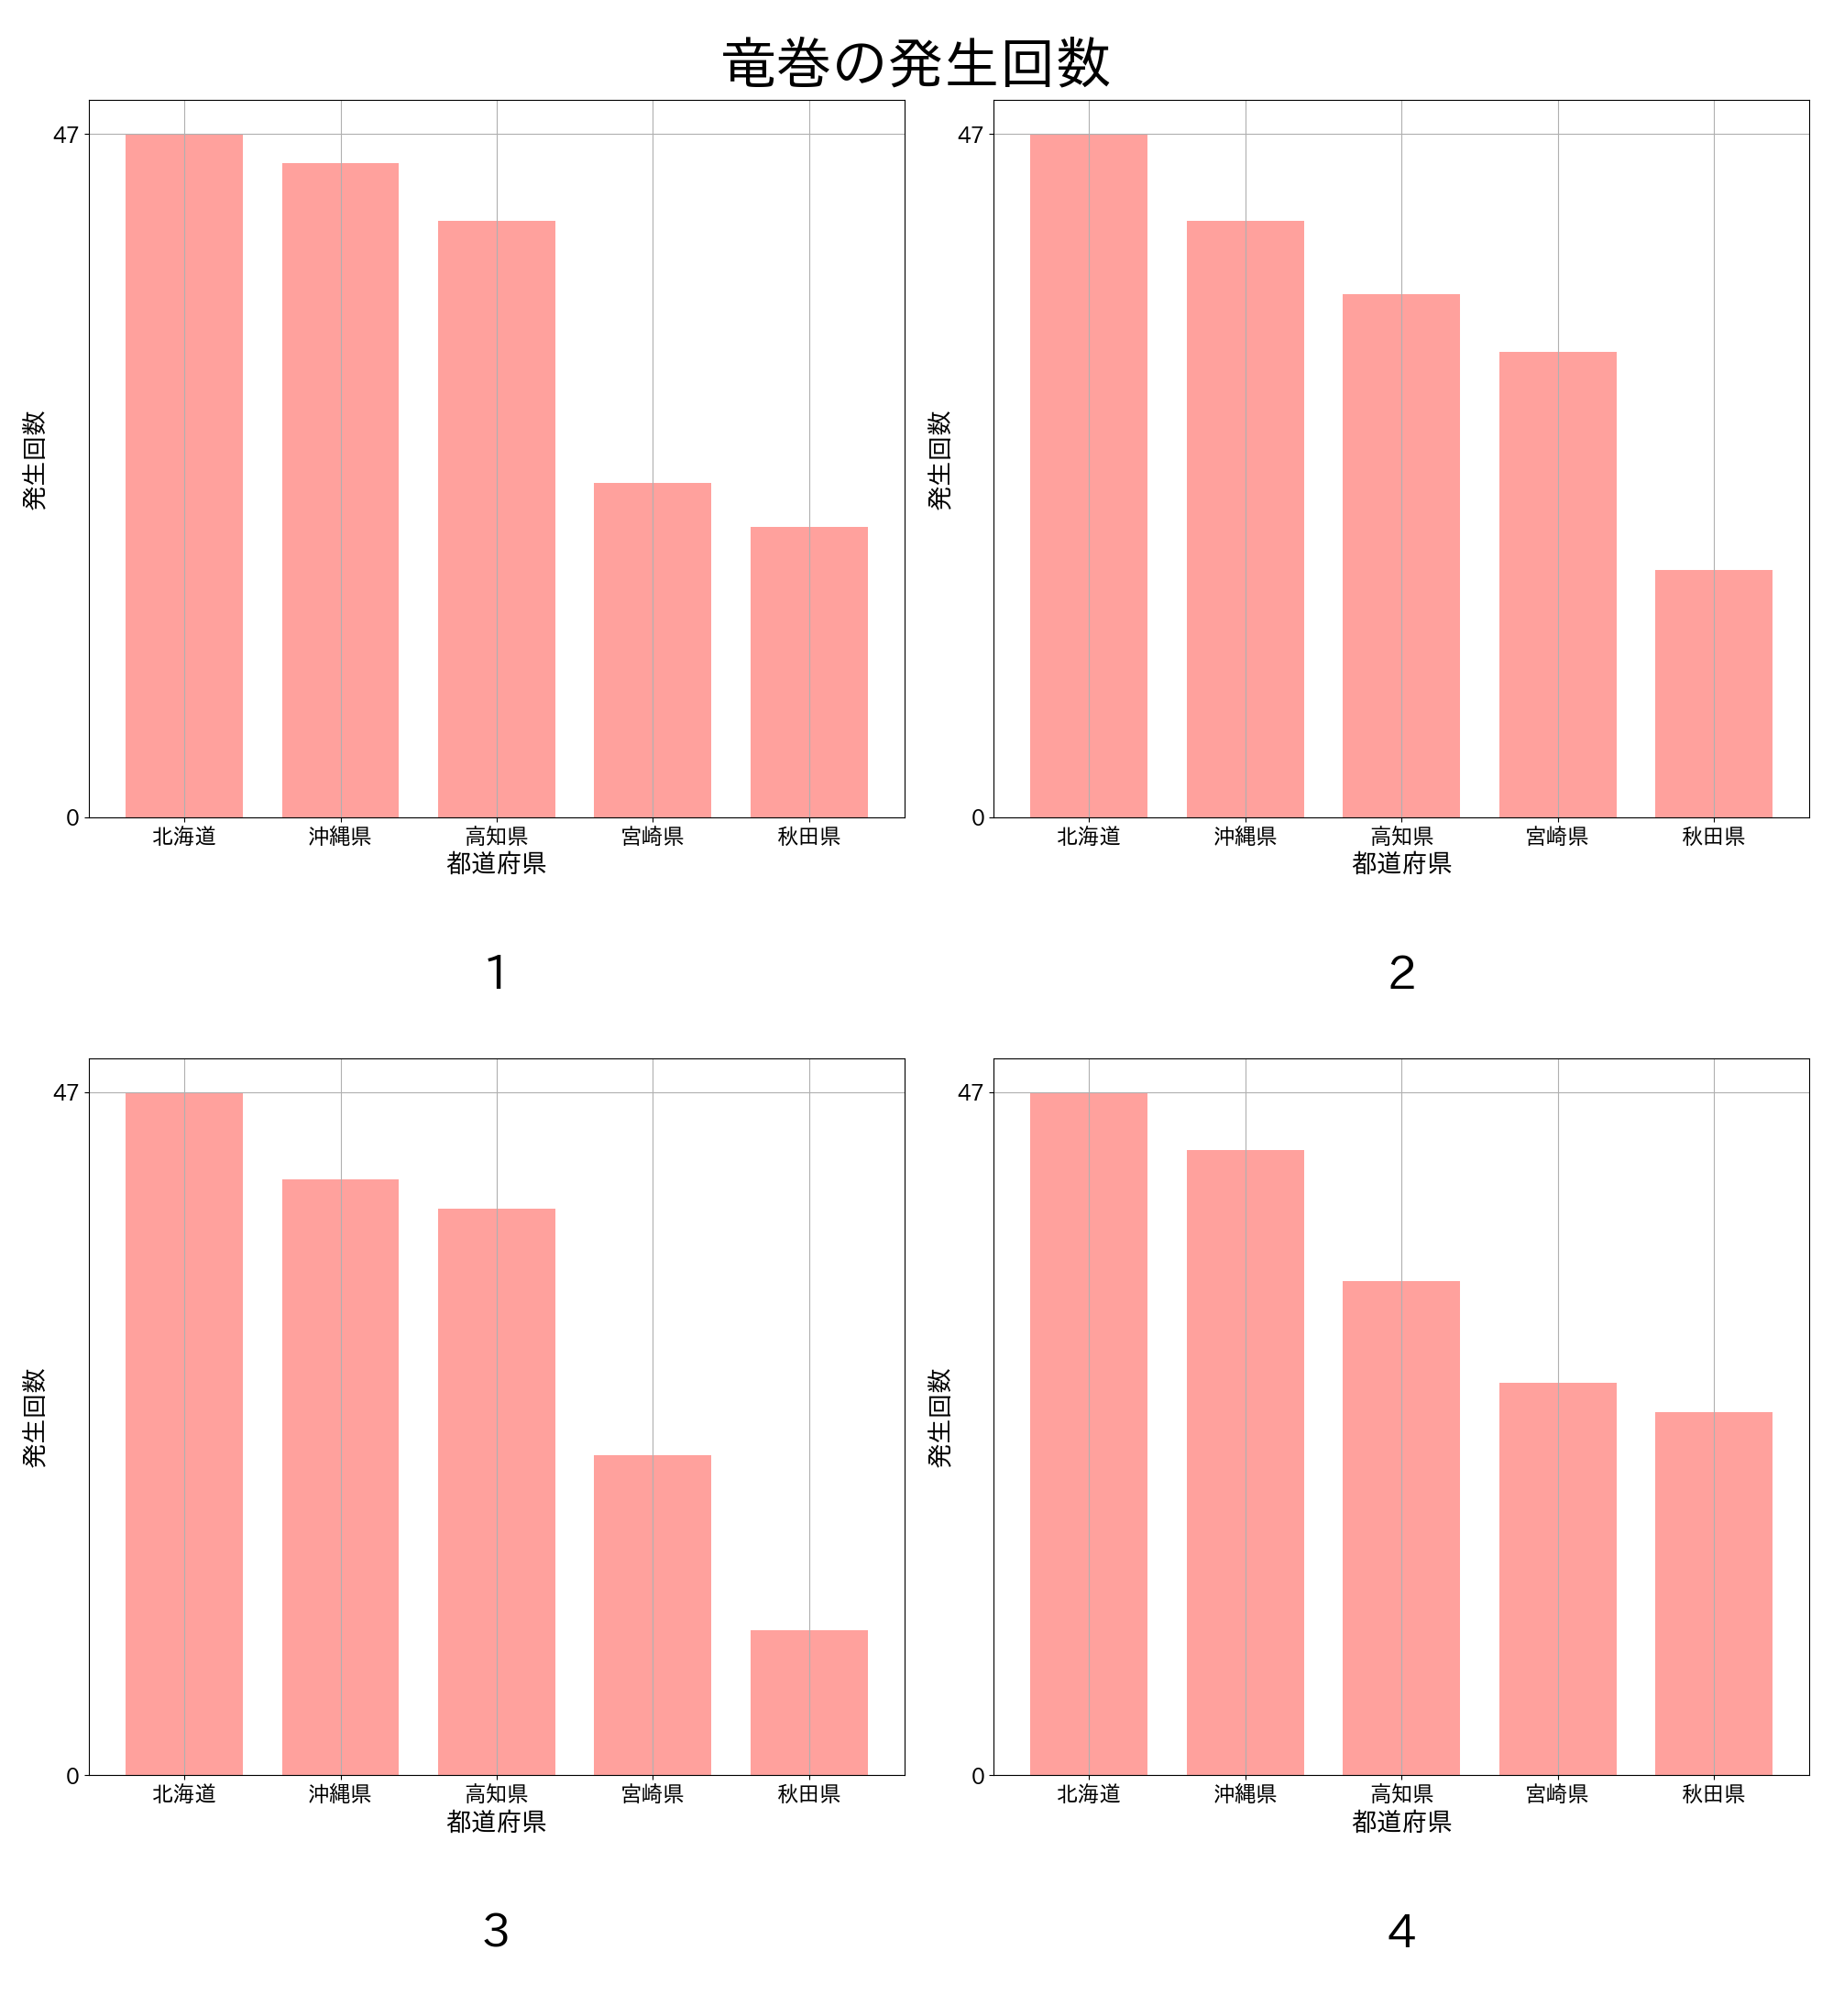 竜巻の発生回数
47
0
発生回数
北海道 沖縄県 高知県 宮崎県 秋田県
都道府県
1
47
0
発生回数
北海道 沖縄県 高知県 宮崎県 秋田県
都道府県
2
47
0
発生回数
北海道 沖縄県 高知県 宮崎県 秋田県
都道府県
3
47
0
発生回数
北海道 沖縄県 高知県 宮崎県 秋田県
都道府県
4